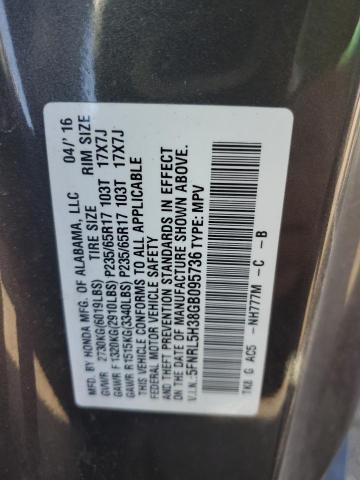 MFD. BY HONDA MFG. OF ALABAMA, LLC 04/'16
TIRE SIZE RIM SIZE
GVWR 2730KG(6019LBS)
GAWR F 1320KG(2910LBS) P235/65R17 103T 17X7J
GAWR R1515KG(3340LBS) P235/65R17 103T 17X7J
THIS VEHICLE CONFORMS TO ALL APPLICABLE
FEDERAL MOTOR VEHICLE SAFETY
AND THEFT PREVENTION STANDARDS IN EFFECT
ON THE DATE OF MANUFACTURE SHOWN ABOVE.
V.I.N.:5FNRL5H38GB095736 TYPE: MPV
TK8 G AC5 -NH777M -C -B